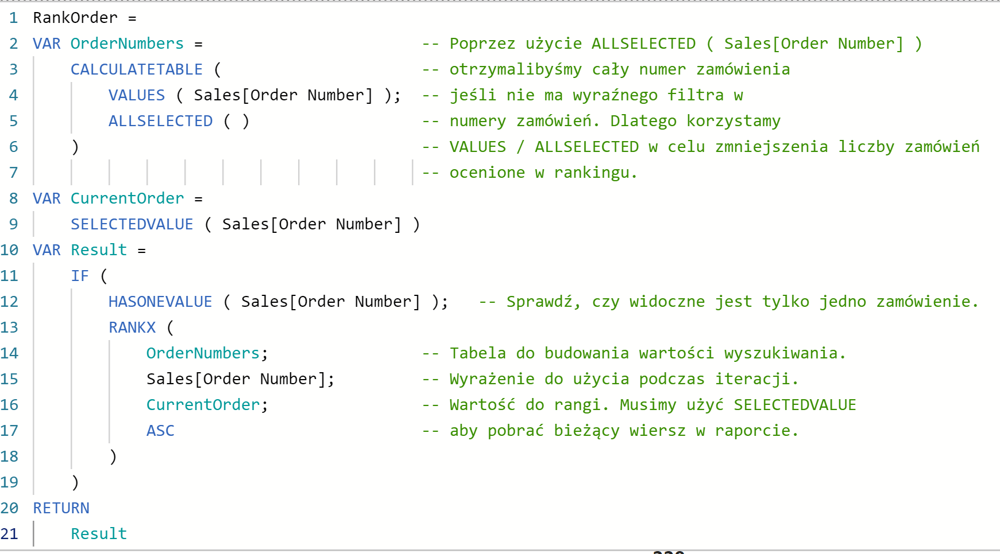 1 RankOrder =
2 VAR OrderNumbers = -- Poprzez użycie ALLSELECTED ( Sales[Order Number] )
3 CALCULATETABLE ( -- otrzymalibyśmy cały numer zamówienia
4 VALUES ( Sales[Order Number] ); -- jeśli nie ma wyraźnego filtra w
5 ALLSELECTED ( ) -- numery zamówień. Dlatego korzystamy
6 ) -- VALUES / ALLSELECTED w celu zmniejszenia liczby zamówień
7 -- ocenione w rankingu.
8 VAR CurrentOrder =
9 SELECTEDVALUE ( Sales[Order Number] )
10 VAR Result =
11 IF (
12 HASONEVALUE ( Sales[Order Number] ); -- Sprawdź, czy widoczne jest tylko jedno zamówienie.
13 RANKX (
14 OrderNumbers; -- Tabela do budowania wartości wyszukiwania.
15 Sales[Order Number]; -- Wyrażenie do użycia podczas iteracji.
16 CurrentOrder; -- Wartość do rangi. Musimy użyć SELECTEDVALUE
17 ASC -- aby pobrać bieżący wiersz w raporcie.
18 )
19 )
20 RETURN
21 Result